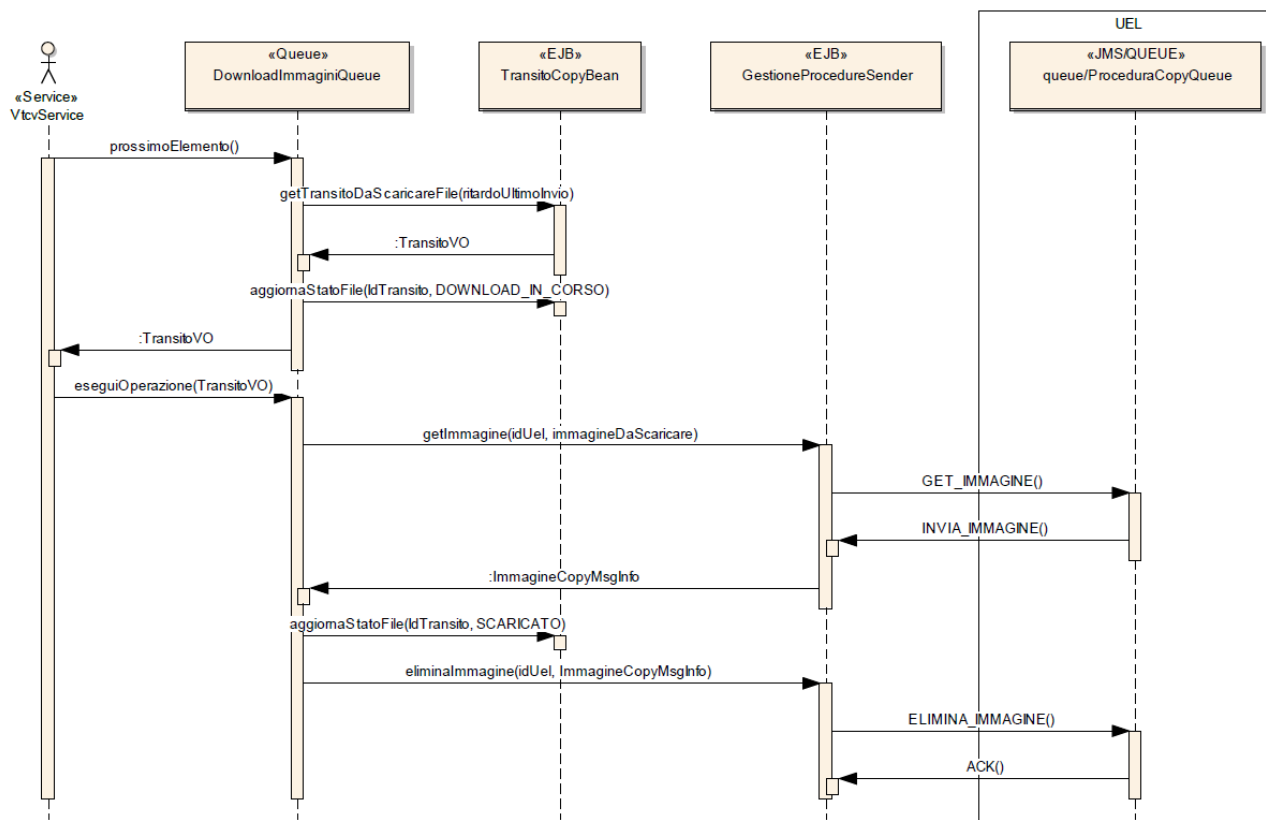 UEL
«Queue»
DownloadImmaginiQueue
«EJB»
TransitoCopyBean
«EJB»
GestioneProcedureSender
«JMS/QUEUE»
queue/ProceduraCopyQueue
«Service»
VtcvService
prossimoElemento()
getTransitoDaScaricareFile(ritardoUltimoInvio)
:TransitoVO
aggiornaStatoFile(IdTransito, DOWNLOAD_IN_CORSO)
:TransitoVO
eseguiOperazione(TransitoVO)
getImmagine(idUel, immagineDaScaricare)
GET_IMMAGINE()
INVIA_IMMAGINE()
:ImmagineCopyMsgInfo
aggiornaStatoFile(IdTransito, SCARICATO)
eliminaImmagine(idUel, ImmagineCopyMsgInfo)
ELIMINA_IMMAGINE()
ACK()